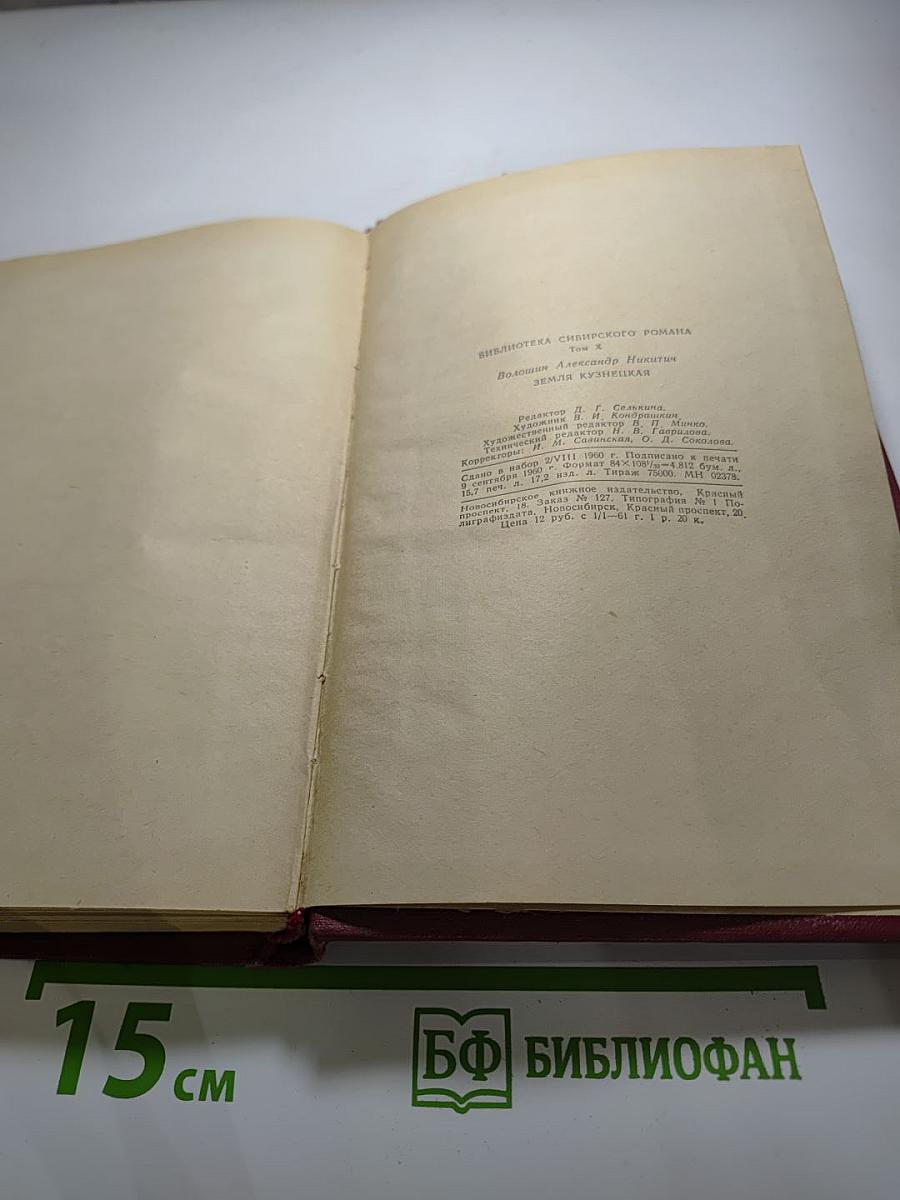 БИБЛИОТЕКА СИБИРСКОГО РОМАНА
Том X
Волошин Александр Никитич
ЗЕМЛЯ КУЗНЕЦКАЯ
Редактор Д. Г. Селькина.
Художник В. И. Кондрашкин.
Художественный редактор В. П. Минко.
Технический редактор Н. В. Гаврилова.
Корректоры: И. М. Савинская, О. Д. Соколова.
Сдано в набор 2/VIII 1960 г. Подписано к печати
9 сентября 1960 г. Формат 84×108¹/₃₂=4.812 бум. л.,
15,7 печ. л. 17,2 изд. л. Тираж 75000. МН 02378.
Новосибирское книжное издательство, Красный
проспект, 18. Заказ № 127. Типография № 1 По-
лиграфиздата, Новосибирск, Красный проспект, 20.
Цена 12 руб. с 1/1—61 г. 1 р. 20 к.
15 см
БФ БИБЛИОФАН